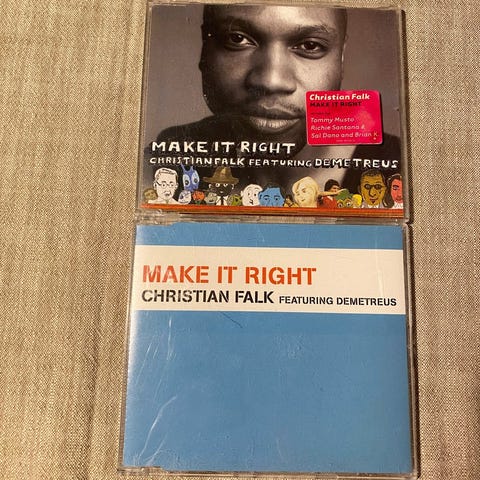 Christian Falk
MAKE IT RIGHT
Tommy Musto
Richie Santana &
Sal Dano and Brian K.
MAKE IT RIGHT
CHRISTIAN FALK FEATURING DEMETREUS
MAKE IT RIGHT
CHRISTIAN FALK FEATURING DEMETREUS